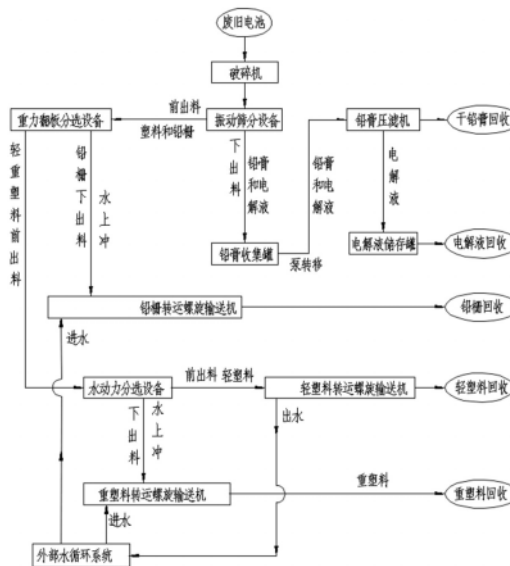 废旧电池
破碎机
前出料
重力翻板分选设备
振动筛分设备
铅膏压滤机
干铅膏回收
塑料和铅栅
轻重塑料前出料
铅栅下出料
水上冲
下出料
铅膏和电解液
铅膏和电解液
电解液
铅膏收集罐
泵转移
电解液储存罐
电解液回收
铅栅转运螺旋输送机
铅栅回收
进水
水动力分选设备
前出料 轻塑料
轻塑料转运螺旋输送机
轻塑料回收
下出料
水上冲
出水
重塑料转运螺旋输送机
重塑料
重塑料回收
进水
外部水循环系统